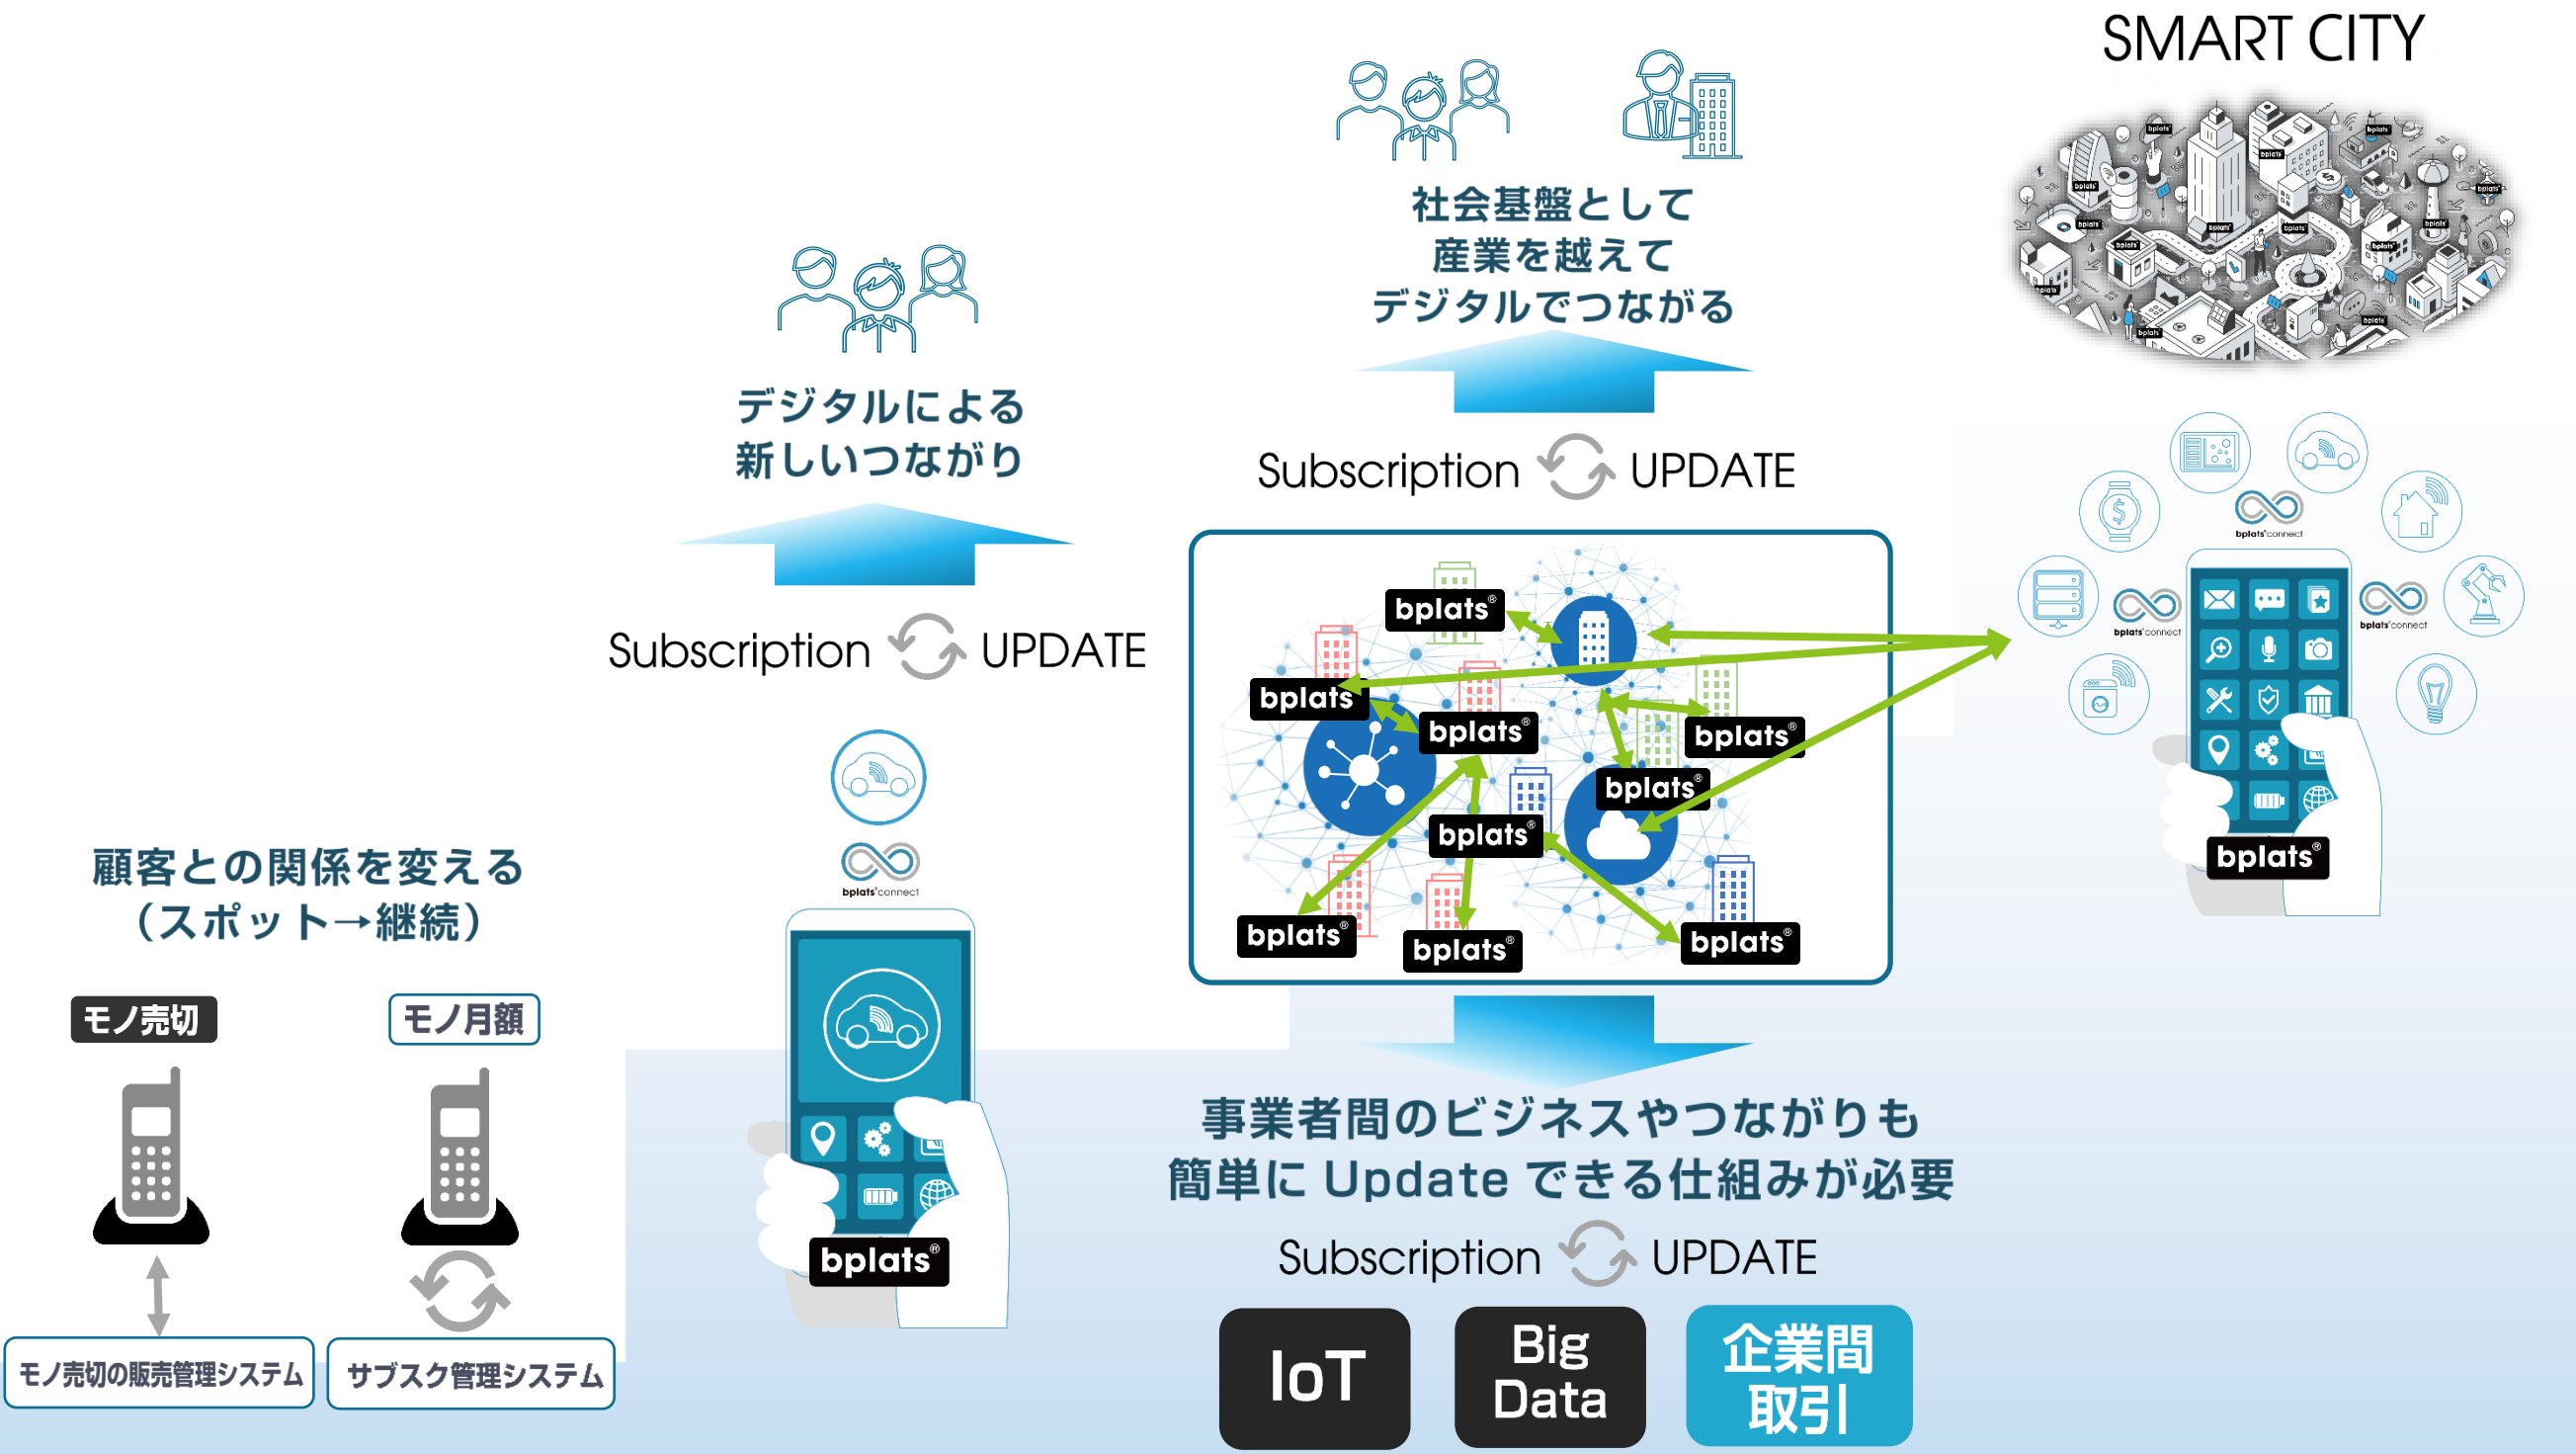 SMART CITY
社会基盤として
産業を越えて
デジタルでつながる
デジタルによる
新しいつながり
Subscription UPDATE
Subscription UPDATE
bplats®connect
bplats®connect
bplats®connect
bplats®
bplats
bplats®
bplats®
bplats®
bplats®
bplats®
bplats®
bplats®
bplats®
bplats®connect
顧客との関係を変える
（スポット→継続）
モノ売切
モノ月額
事業者間のビジネスやつながりも
簡単に Update できる仕組みが必要
bplats®
Subscription UPDATE
モノ売切の販売管理システム
サブスク管理システム
IoT
Big
Data
企業間
取引